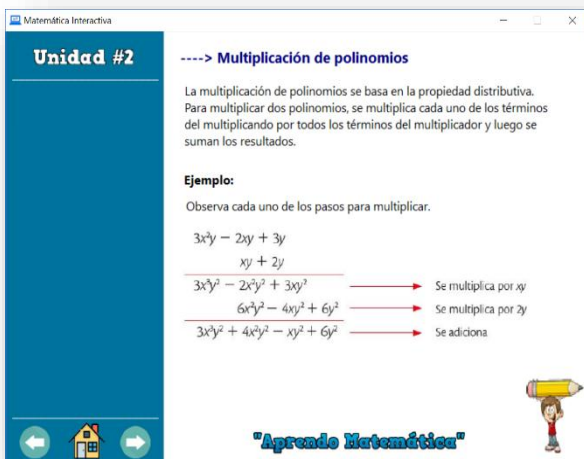 Matemática Interactiva
Unidad #2
----> Multiplicación de polinomios
La multiplicación de polinomios se basa en la propiedad distributiva.
Para multiplicar dos polinomios, se multiplica cada uno de los términos
del multiplicando por todos los términos del multiplicador y luego se
suman los resultados.
Ejemplo:
Observa cada uno de los pasos para multiplicar.
3x²y − 2xy + 3y
xy + 2y
3x³y² − 2x²y² + 3xy² Se multiplica por xy
6x²y² − 4xy² + 6y² Se multiplica por 2y
3x³y² + 4x²y² − xy² + 6y² Se adiciona
"Aprendo Matemática"